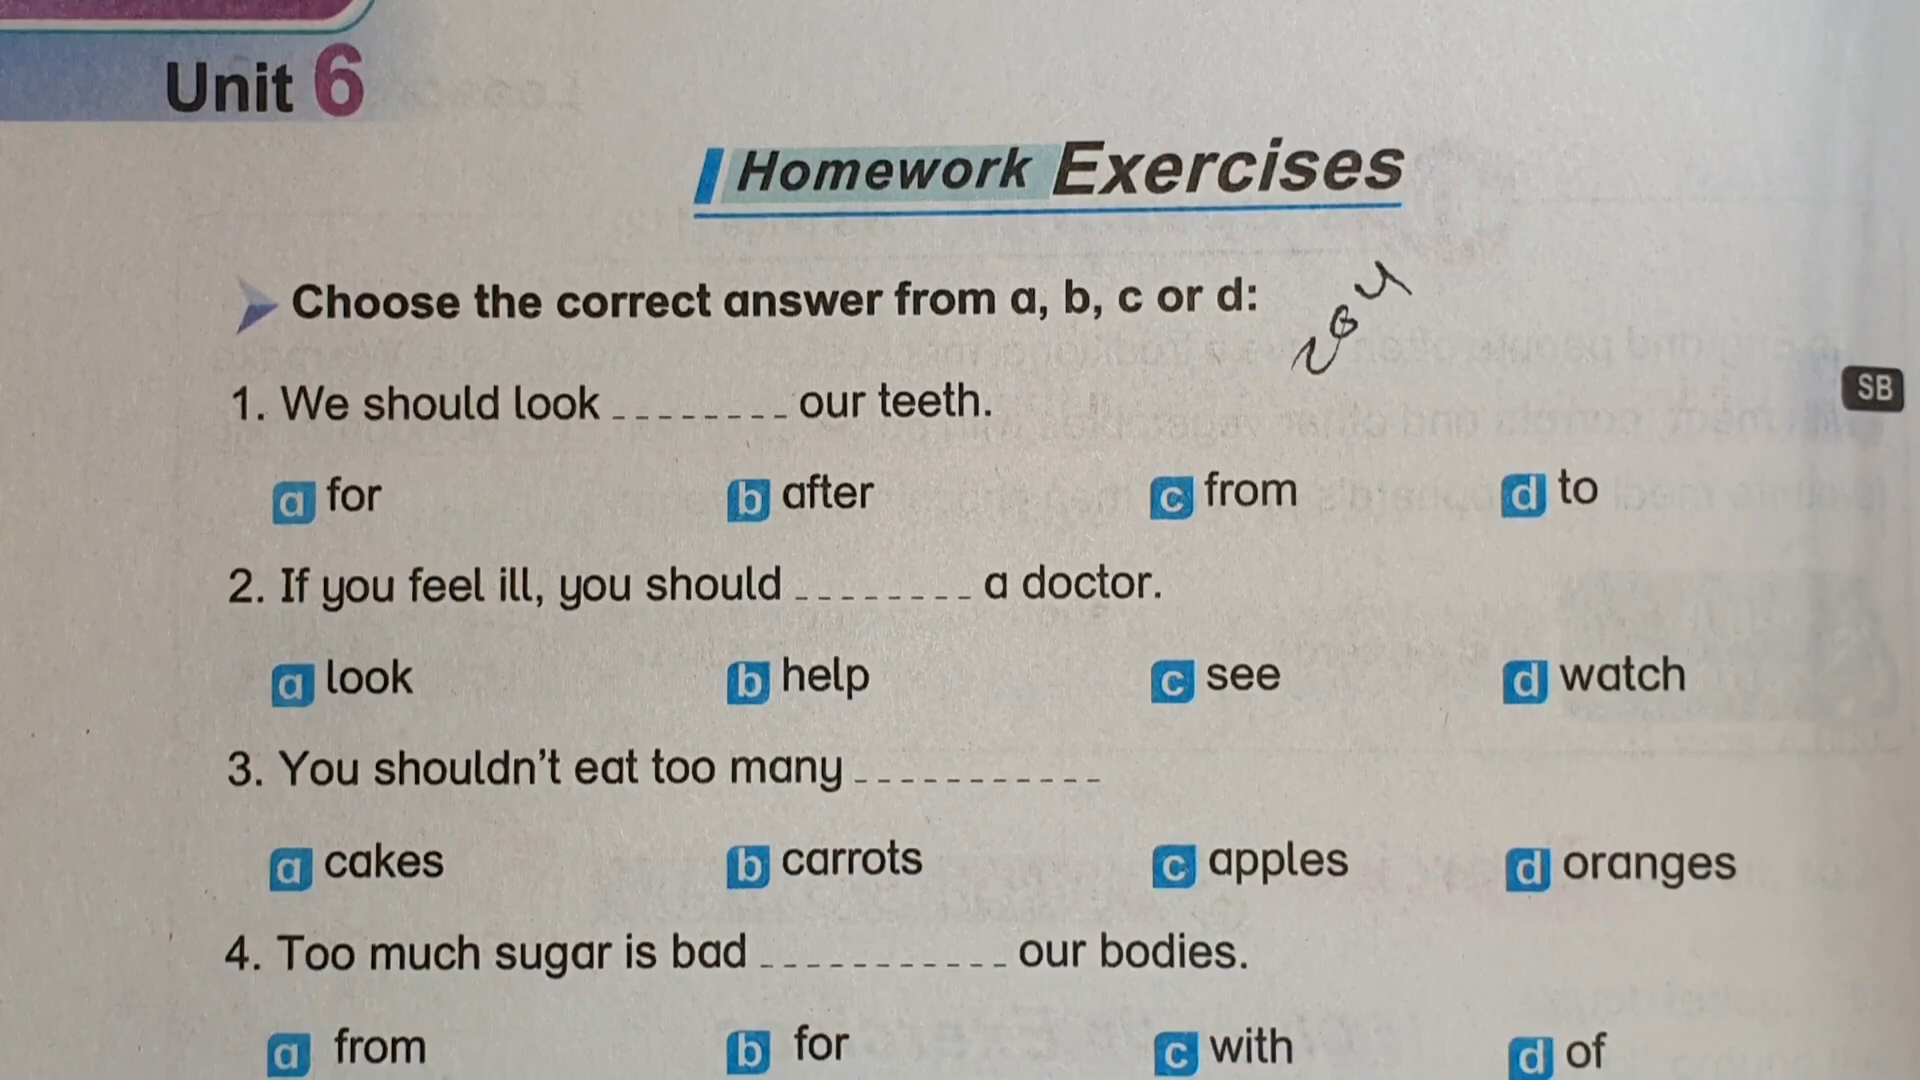 Unit 6
Homework Exercises
Choose the correct answer from a, b, c or d:
1. We should look -------- our teeth.
SB
a for b after c from d to
2. If you feel ill, you should -------- a doctor.
a look b help c see d watch
3. You shouldn't eat too many -----------
a cakes b carrots c apples d oranges
4. Too much sugar is bad ----------- our bodies.
a from b for c with d of